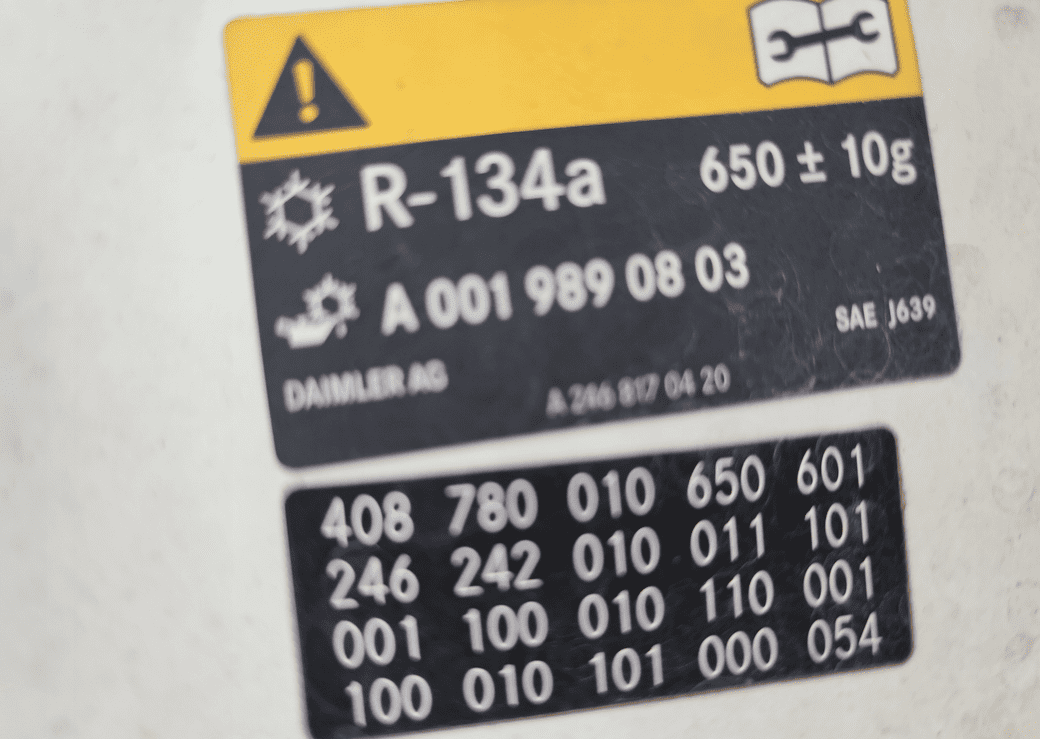 R-134a 650 ± 10g
A 001 989 08 03
SAE J639
DAIMLER AG
A 246 817 04 20
408 780 010 650 601
246 242 010 011 101
001 100 010 110 001
100 010 101 000 054